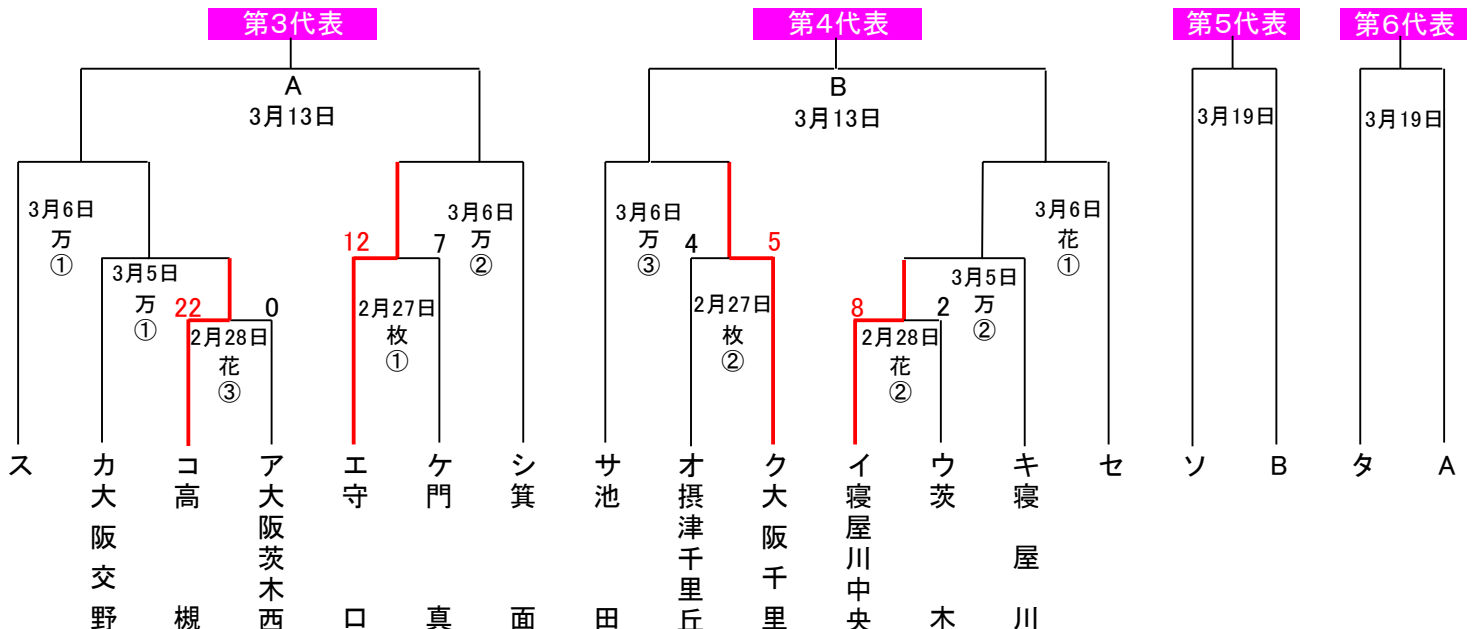 第3代表
第4代表
第5代表
第6代表
A
3月13日
B
3月13日
3月19日
3月19日
3月6日
万
①
3月5日
万
①
22
0
2月28日
花
③
12
7
2月27日
枚
①
3月6日
万
②
3月6日
万
③
4
5
2月27日
枚
②
8
2
2月28日
花
②
3月5日
万
②
3月6日
花
①
ス
カ大阪交野
コ高槻
ア大阪茨木西
エ守口
ケ門真
シ箕面
サ池田
オ摂津千里丘
ク大阪千里
イ寝屋川中央
ウ茨木
キ寝屋川
セ
ソ
B
タ
A